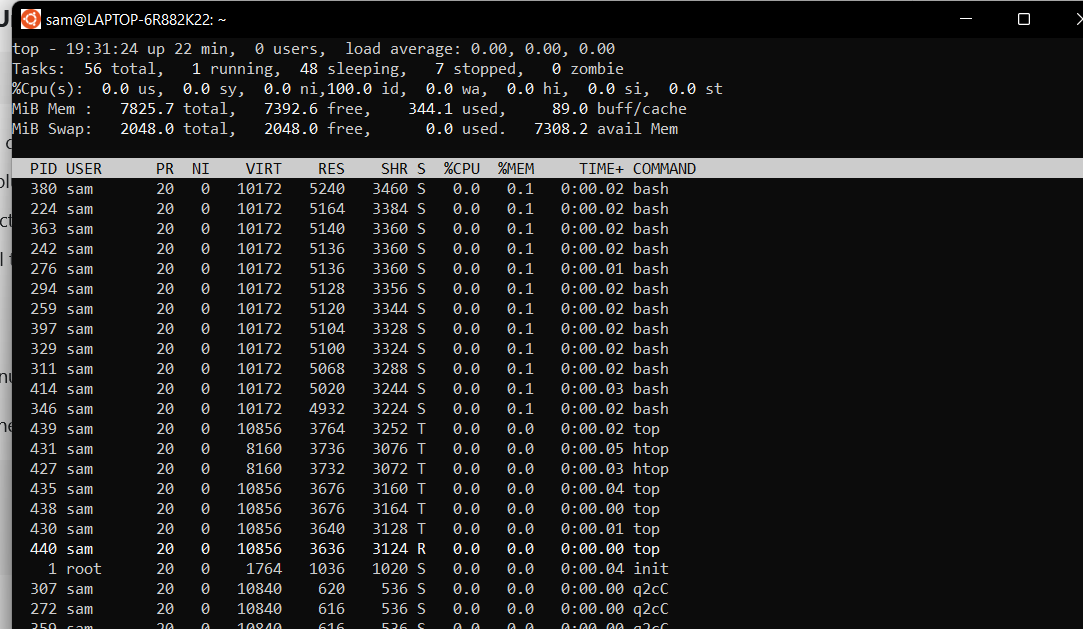 sam@LAPTOP-6R882K22: ~
top - 19:31:24 up 22 min,  0 users,  load average: 0.00, 0.00, 0.00
Tasks:  56 total,   1 running,  48 sleeping,   7 stopped,   0 zombie
%Cpu(s):  0.0 us,  0.0 sy,  0.0 ni,100.0 id,  0.0 wa,  0.0 hi,  0.0 si,  0.0 st
MiB Mem :   7825.7 total,   7392.6 free,    344.1 used,     89.0 buff/cache
MiB Swap:   2048.0 total,   2048.0 free,      0.0 used.   7308.2 avail Mem
PID USER      PR  NI    VIRT    RES    SHR S  %CPU  %MEM     TIME+ COMMAND
380 sam       20   0   10172   5240   3460 S   0.0   0.1   0:00.02 bash
224 sam       20   0   10172   5164   3384 S   0.0   0.1   0:00.02 bash
363 sam       20   0   10172   5140   3360 S   0.0   0.1   0:00.02 bash
242 sam       20   0   10172   5136   3360 S   0.0   0.1   0:00.02 bash
276 sam       20   0   10172   5136   3360 S   0.0   0.1   0:00.01 bash
294 sam       20   0   10172   5128   3356 S   0.0   0.1   0:00.02 bash
259 sam       20   0   10172   5120   3344 S   0.0   0.1   0:00.02 bash
397 sam       20   0   10172   5104   3328 S   0.0   0.1   0:00.02 bash
329 sam       20   0   10172   5100   3324 S   0.0   0.1   0:00.02 bash
311 sam       20   0   10172   5068   3288 S   0.0   0.1   0:00.02 bash
414 sam       20   0   10172   5020   3244 S   0.0   0.1   0:00.03 bash
346 sam       20   0   10172   4932   3224 S   0.0   0.1   0:00.02 bash
439 sam       20   0   10856   3764   3252 T   0.0   0.0   0:00.02 top
431 sam       20   0    8160   3736   3076 T   0.0   0.0   0:00.05 htop
427 sam       20   0    8160   3732   3072 T   0.0   0.0   0:00.03 htop
435 sam       20   0   10856   3676   3160 T   0.0   0.0   0:00.04 top
438 sam       20   0   10856   3676   3164 T   0.0   0.0   0:00.00 top
430 sam       20   0   10856   3640   3128 T   0.0   0.0   0:00.01 top
440 sam       20   0   10856   3636   3124 R   0.0   0.0   0:00.00 top
1 root      20   0    1764   1036   1020 S   0.0   0.0   0:00.04 init
307 sam       20   0   10840    620    536 S   0.0   0.0   0:00.00 q2cC
272 sam       20   0   10840    616    536 S   0.0   0.0   0:00.00 q2cC
359 sam       20   0   10840    616    536 S   0.0   0.0   0:00.00 q2cC